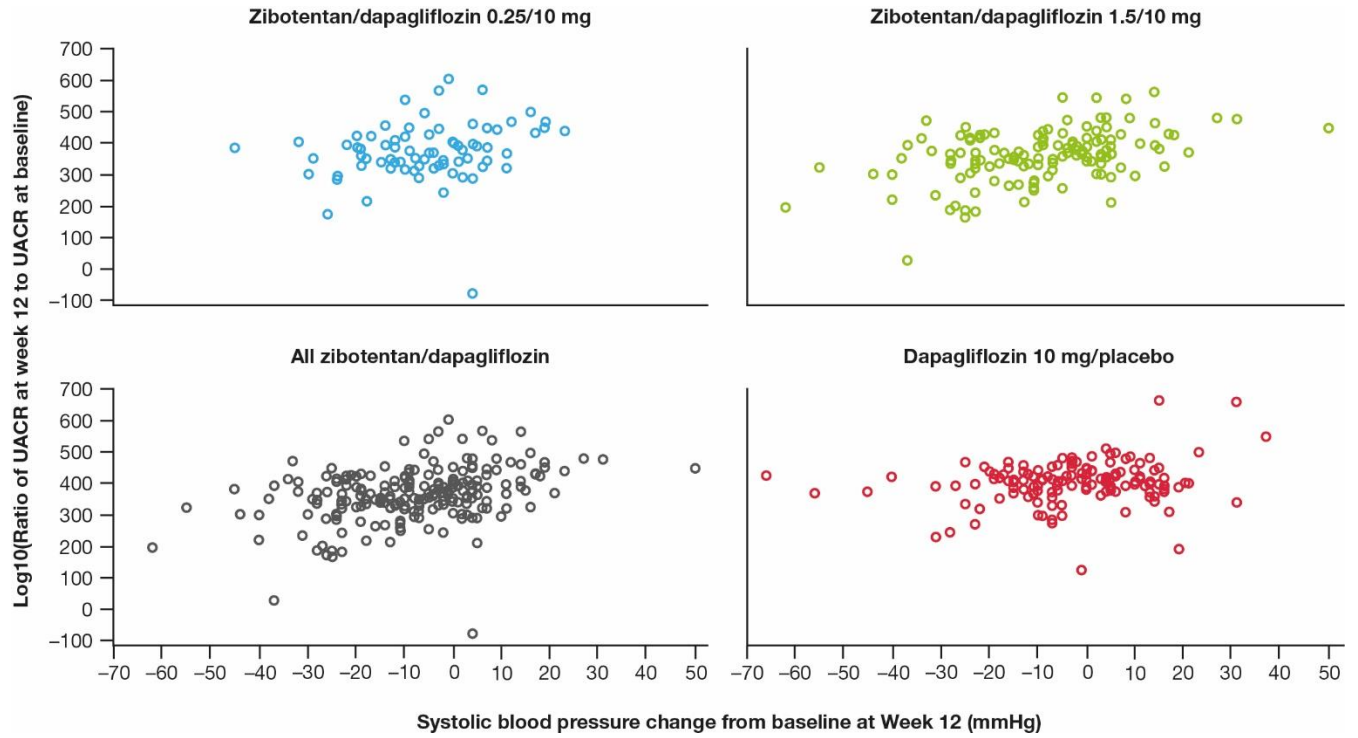 Zibotentan/dapagliflozin 0.25/10 mg
Zibotentan/dapagliflozin 1.5/10 mg
Log10(Ratio of UACR at week 12 to UACR at baseline)
700
600
500
400
300
200
100
0
−100
All zibotentan/dapagliflozin
Dapagliflozin 10 mg/placebo
700
600
500
400
300
200
100
0
−100
−70 −60 −50 −40 −30 −20 −10 0 10 20 30 40 50
−70 −60 −50 −40 −30 −20 −10 0 10 20 30 40 50
Systolic blood pressure change from baseline at Week 12 (mmHg)